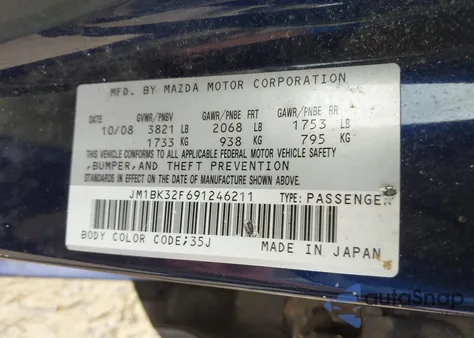 MFD. BY MAZDA MOTOR CORPORATION
DATE GVWR/PNBV GAWR/PNBE FRT GAWR/PNBE RR
10/08 3821 LB 2068 LB 1753 LB
1733 KG 938 KG 795 KG
THIS VEHICLE CONFORMS TO ALL APPLICABLE FEDERAL MOTOR VEHICLE SAFETY,
BUMPER, AND THEFT PREVENTION
STANDARDS IN EFFECT ON THE DATE OF MANUFACTURE SHOWN ABOVE.
JM1BK32F691246211 TYPE: PASSENGER
BODY COLOR CODE;35J MADE IN JAPAN
autoSnap